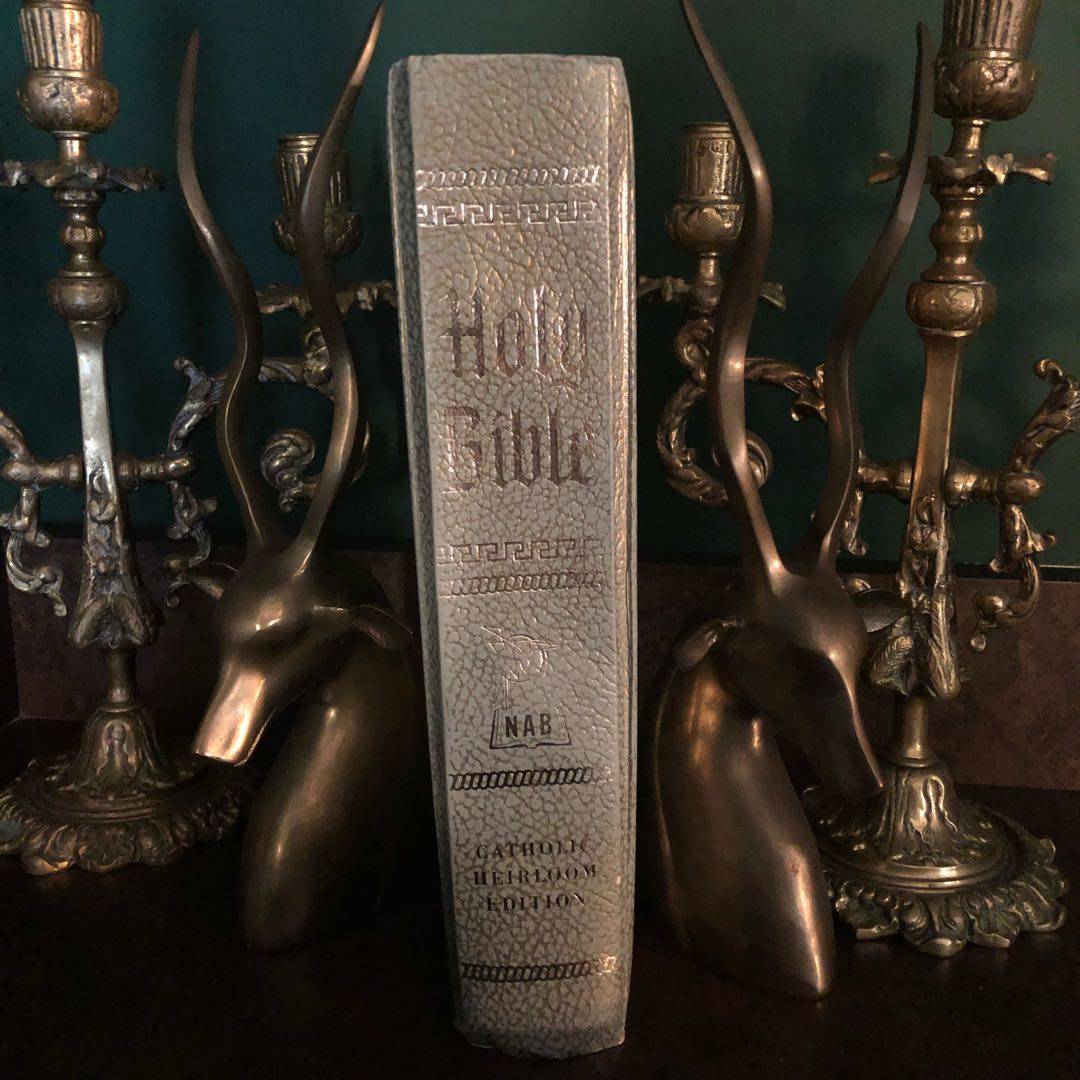 Holy
Bible
NAB
CATHOLIC
HEIRLOOM
EDITION